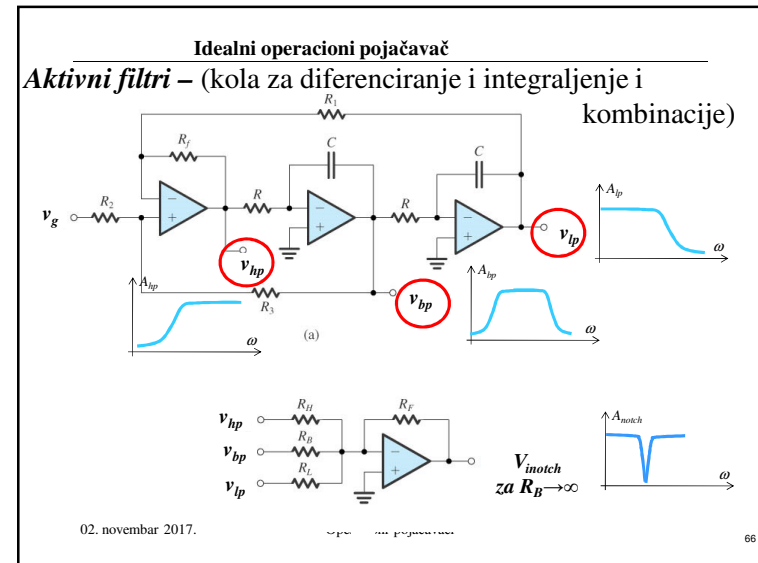 Idealni operacioni pojačavač
Aktivni filtri – (kola za diferenciranje i integraljenje i
kombinacije)
R1
Rf
C
C
R2
R
R
vg
−
+
−
+
−
+
vlp
Alp
ω
vhp
Ahp
ω
R3
vbp
Abp
ω
(a)
vhp
RH
RF
vbp
RB
vlp
RL
−
+
Vinotch
za RB→∞
Anotch
ω
02. novembar 2017.
66